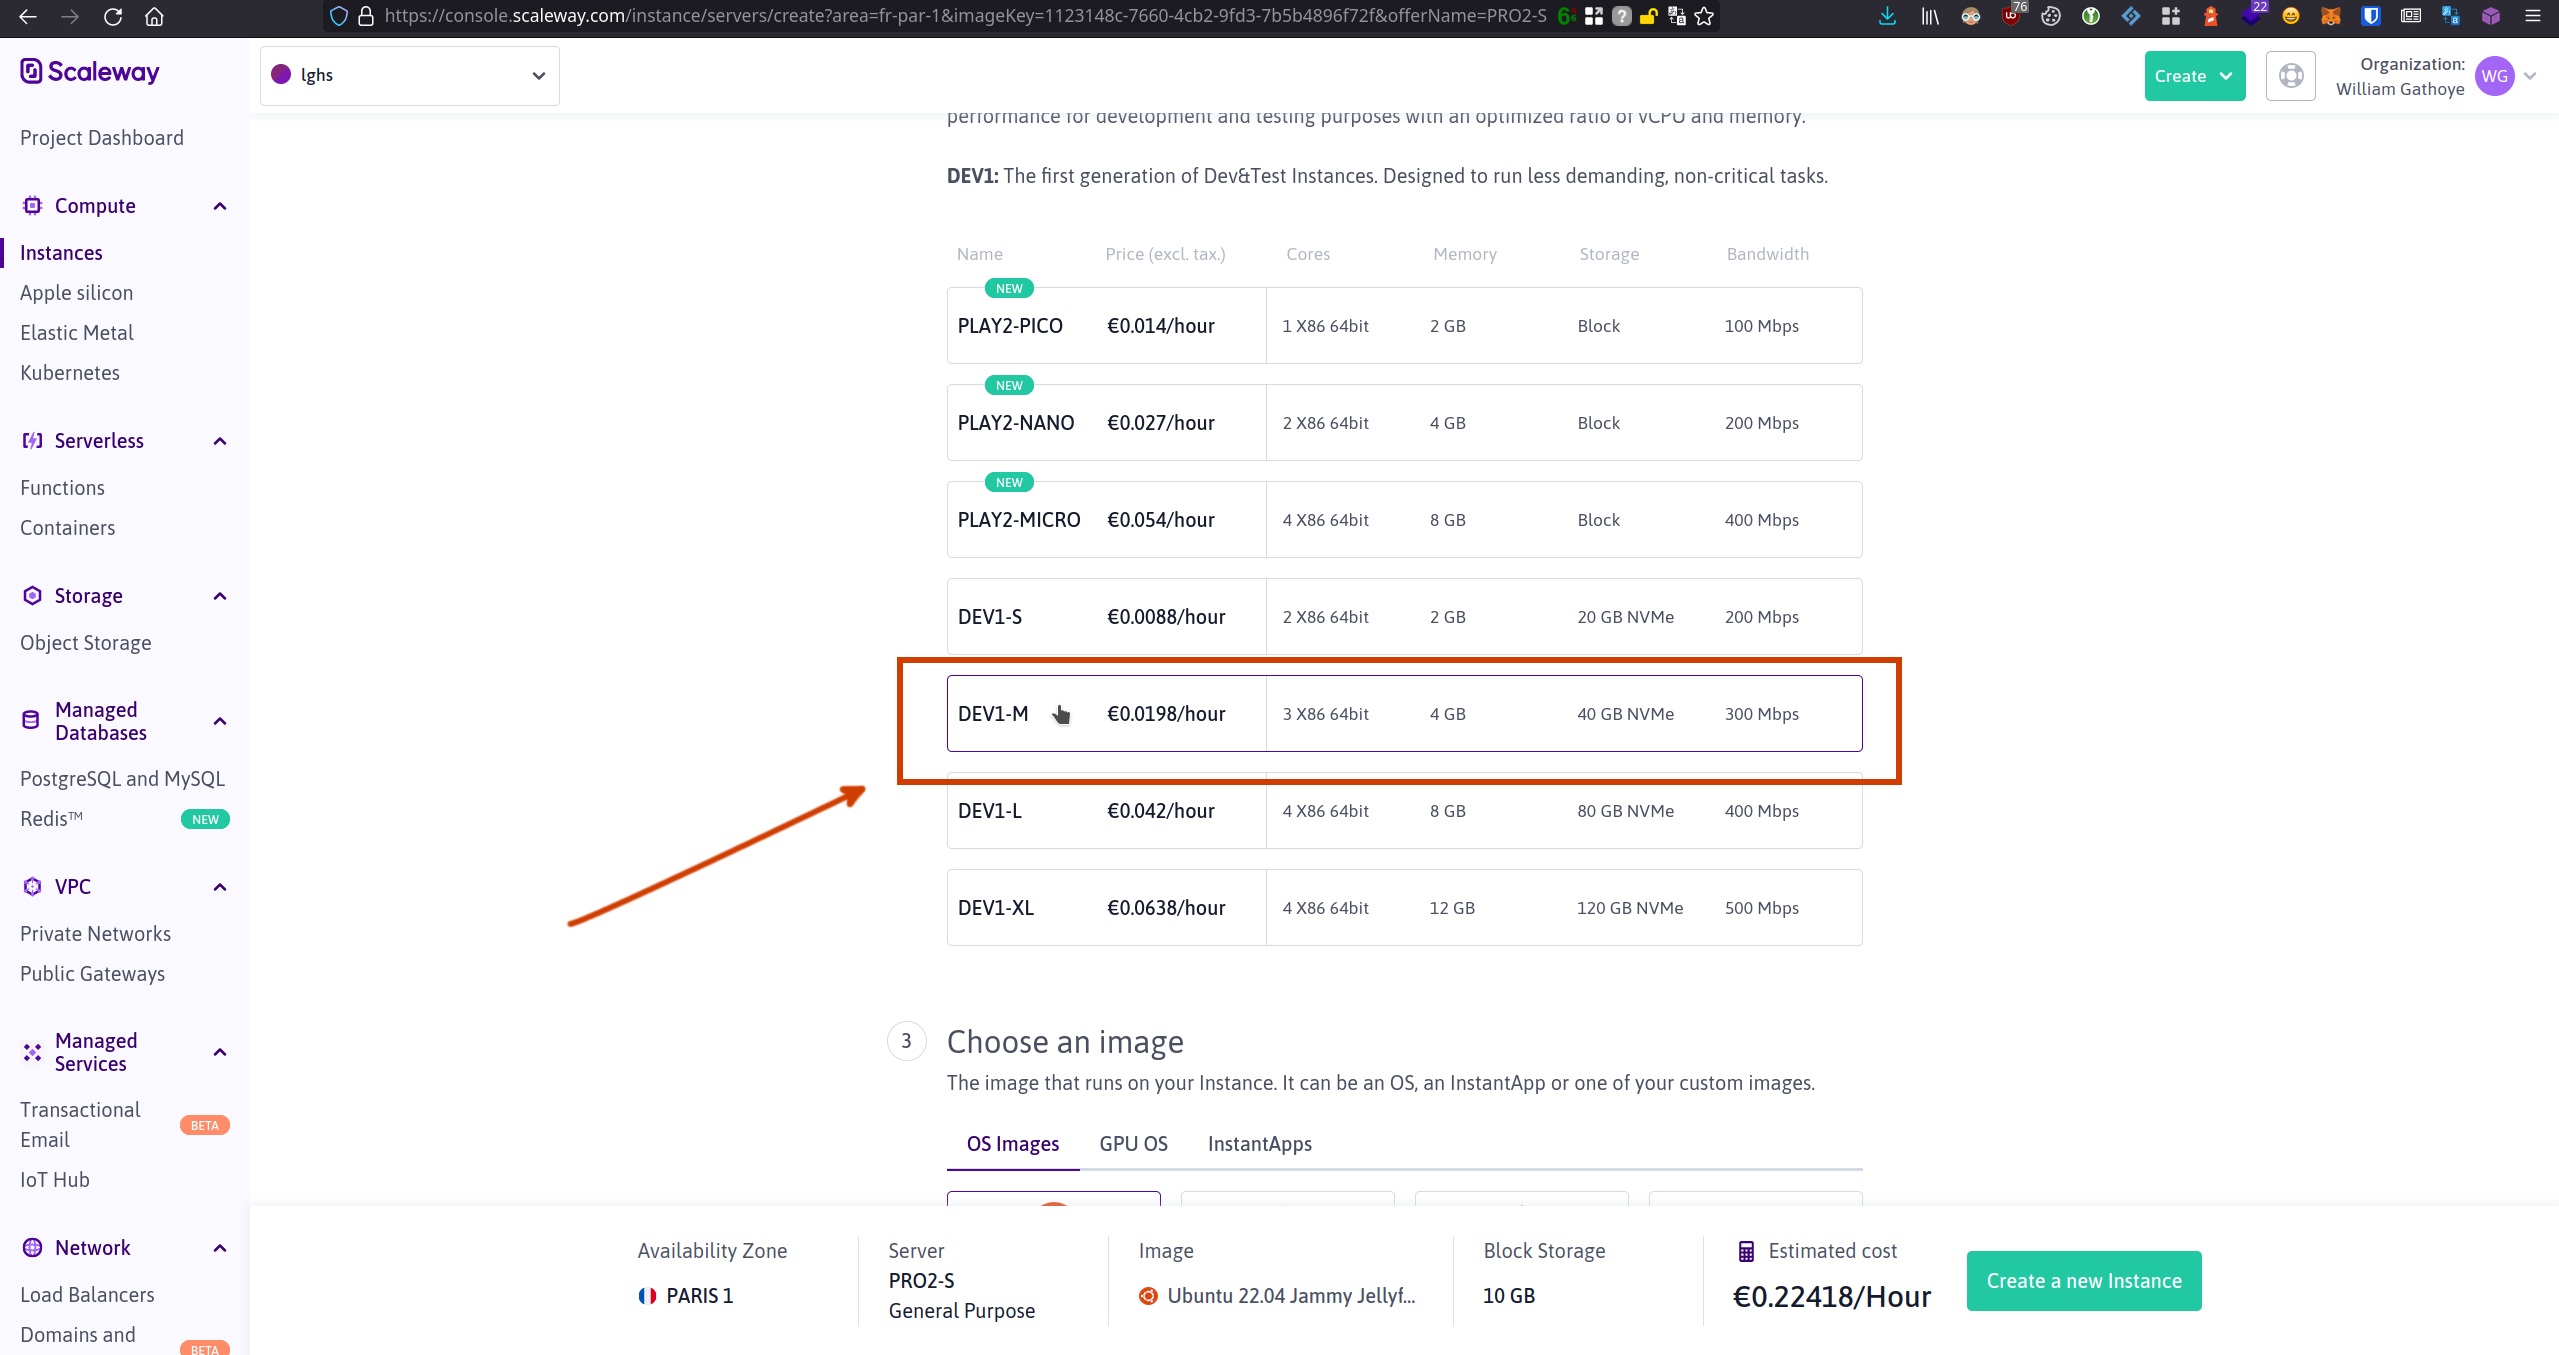 https://console.scaleway.com/instance/servers/create?area=fr-par-1&imageKey=1123148c-7660-4cb2-9fd3-7b5b4896f72f&offerName=PRO2-S
76
22
Scaleway
lghs
Create
Organization:
William Gathoye
WG
Project Dashboard
Compute
Instances
Apple silicon
Elastic Metal
Kubernetes
Serverless
Functions
Containers
Storage
Object Storage
Managed
Databases
PostgreSQL and MySQL
Redis™ NEW
VPC
Private Networks
Public Gateways
Managed
Services
Transactional
Email
BETA
IoT Hub
Network
Load Balancers
Domains and
BETA
performance for development and testing purposes with an optimized ratio of vCPU and memory.
DEV1: The first generation of Dev&Test Instances. Designed to run less demanding, non-critical tasks.
Name Price (excl. tax.) Cores Memory Storage Bandwidth
NEW
PLAY2-PICO €0.014/hour 1 X86 64bit 2 GB Block 100 Mbps
NEW
PLAY2-NANO €0.027/hour 2 X86 64bit 4 GB Block 200 Mbps
NEW
PLAY2-MICRO €0.054/hour 4 X86 64bit 8 GB Block 400 Mbps
DEV1-S €0.0088/hour 2 X86 64bit 2 GB 20 GB NVMe 200 Mbps
DEV1-M €0.0198/hour 3 X86 64bit 4 GB 40 GB NVMe 300 Mbps
DEV1-L €0.042/hour 4 X86 64bit 8 GB 80 GB NVMe 400 Mbps
DEV1-XL €0.0638/hour 4 X86 64bit 12 GB 120 GB NVMe 500 Mbps
3 Choose an image
The image that runs on your Instance. It can be an OS, an InstantApp or one of your custom images.
OS Images GPU OS InstantApps
Availability Zone
PARIS 1
Server
PRO2-S
General Purpose
Image
Ubuntu 22.04 Jammy Jellyf...
Block Storage
10 GB
Estimated cost
€0.22418/Hour
Create a new Instance